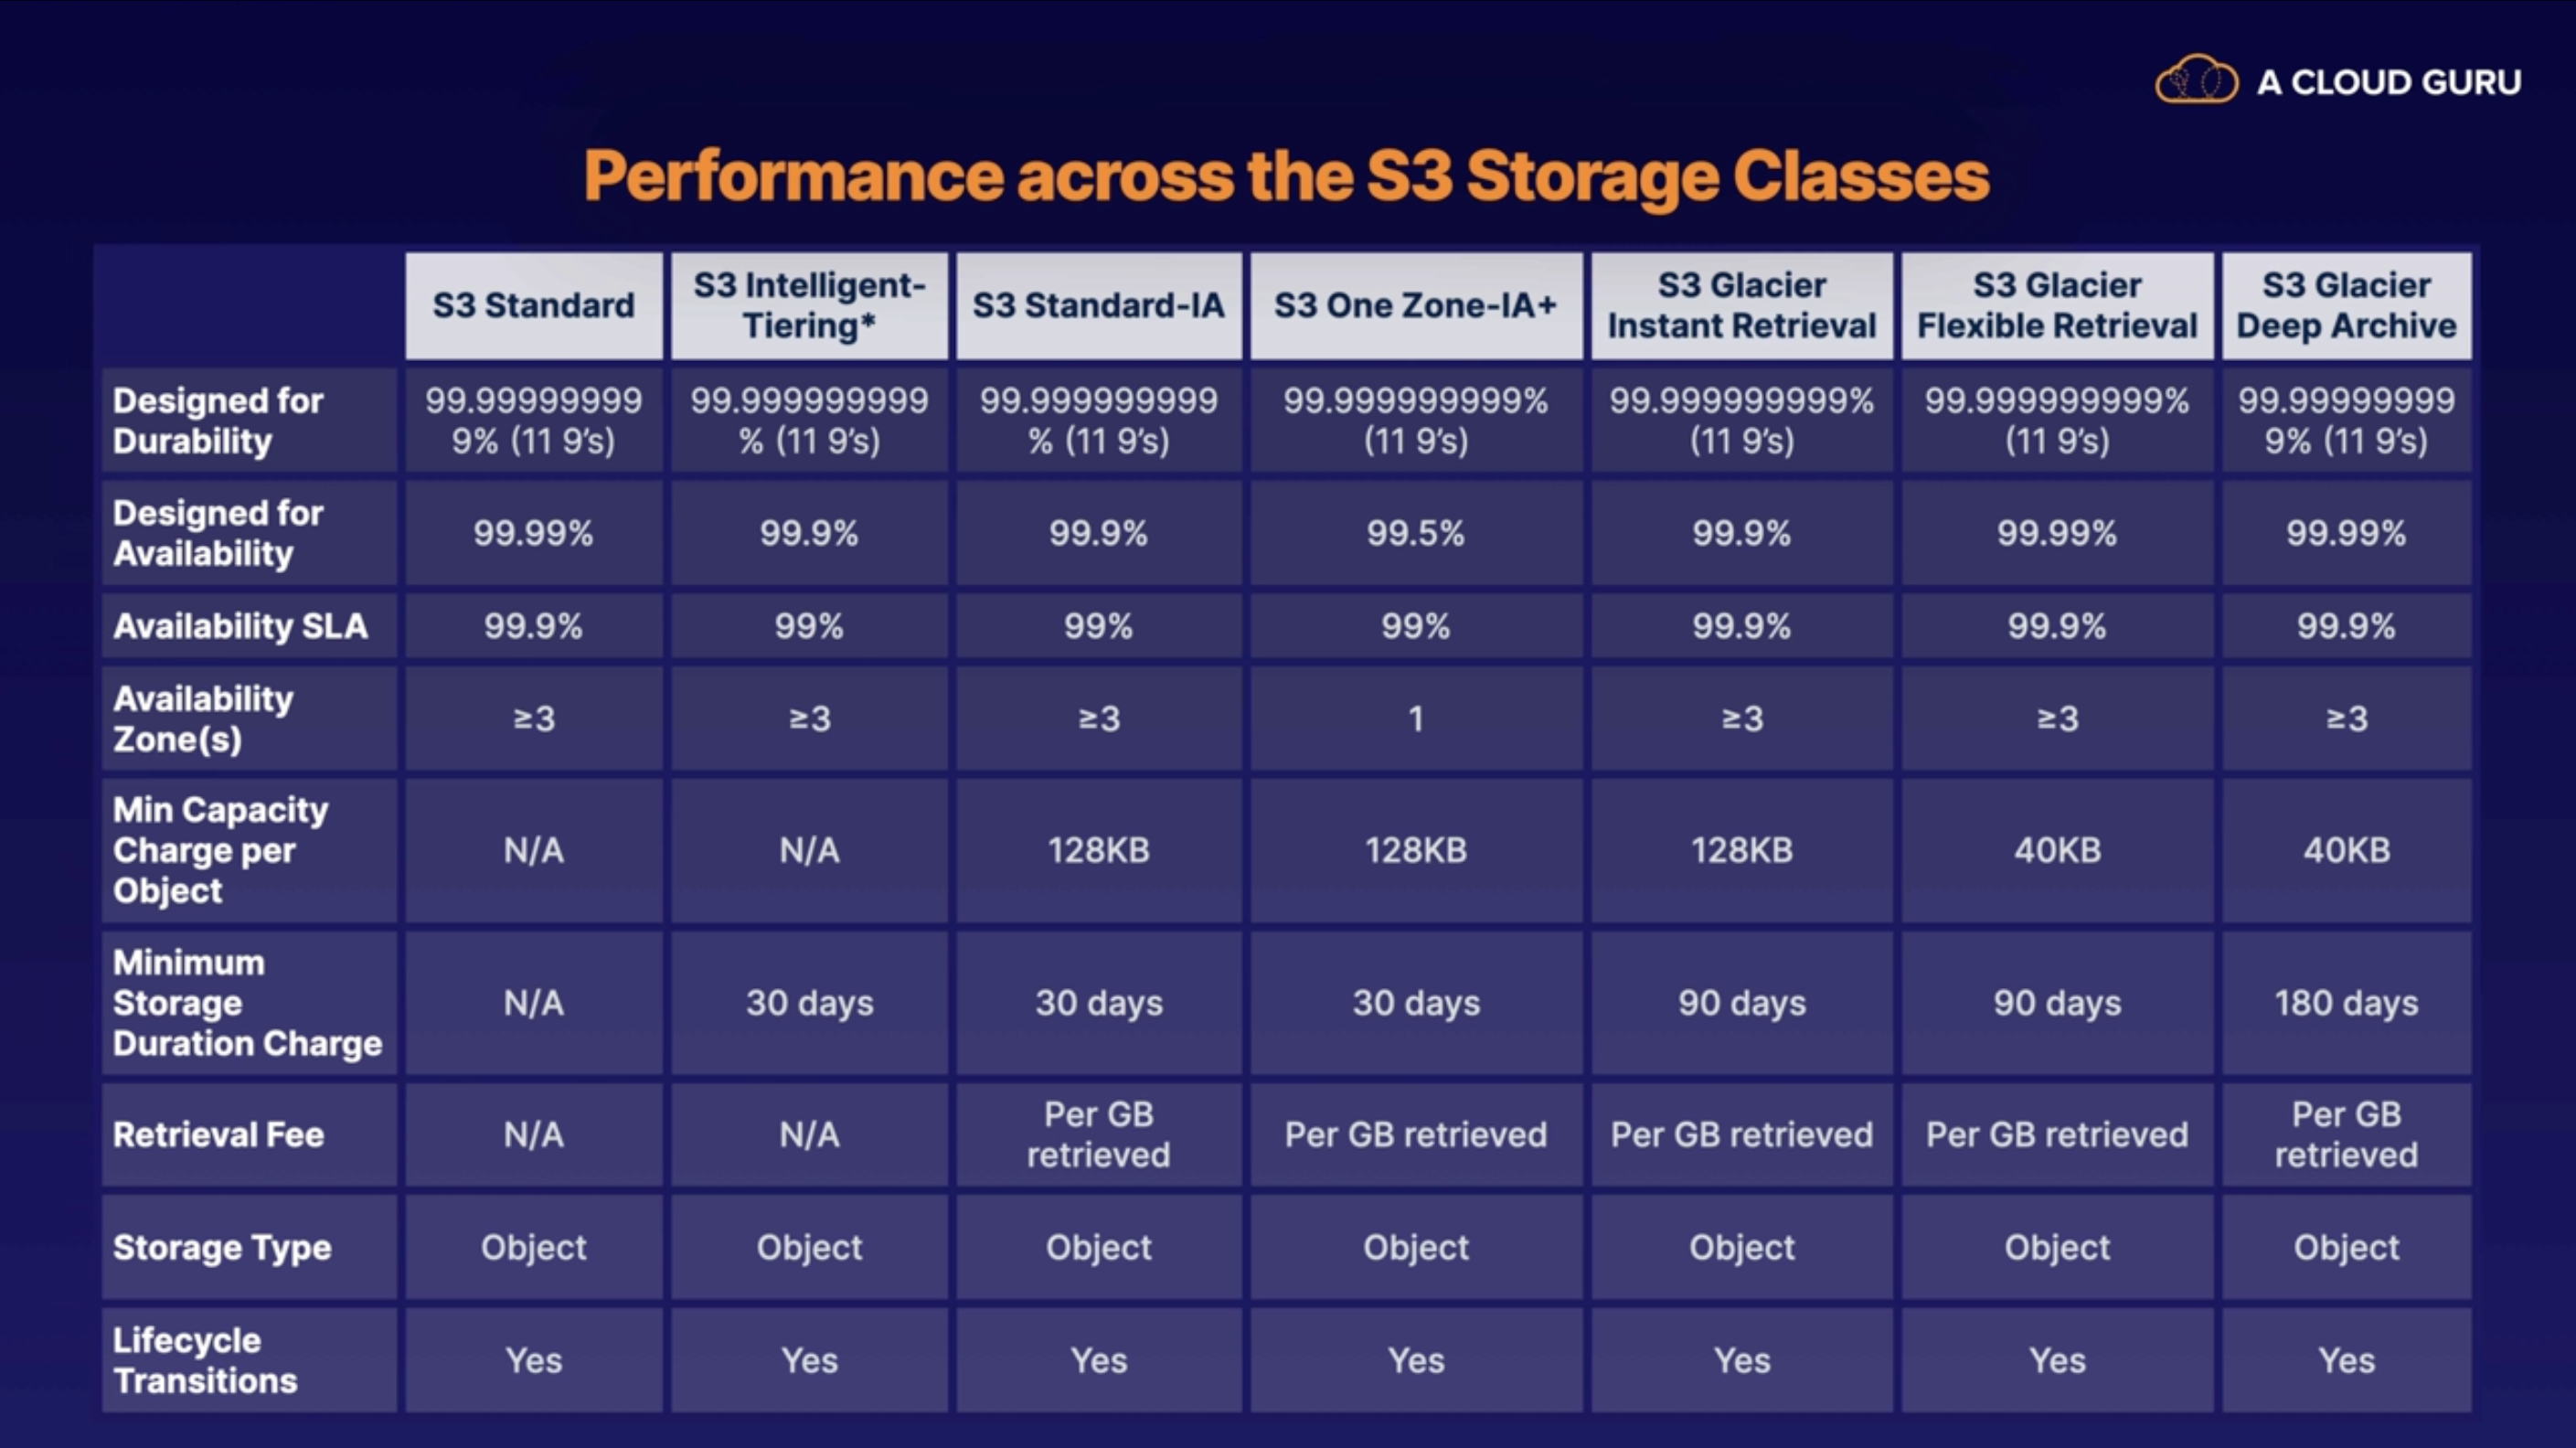 A CLOUD GURU
Performance across the S3 Storage Classes
S3 Standard
S3 Intelligent-
Tiering*
S3 Standard-IA
S3 One Zone-IA+
S3 Glacier
Instant Retrieval
S3 Glacier
Flexible Retrieval
S3 Glacier
Deep Archive
Designed for
Durability
99.99999999
9% (11 9’s)
99.999999999
% (11 9’s)
99.999999999
% (11 9’s)
99.999999999%
(11 9’s)
99.999999999%
(11 9’s)
99.999999999%
(11 9’s)
99.99999999
9% (11 9’s)
Designed for
Availability
99.99%
99.9%
99.9%
99.5%
99.9%
99.99%
99.99%
Availability SLA
99.9%
99%
99%
99%
99.9%
99.9%
99.9%
Availability
Zone(s)
≥3
≥3
≥3
1
≥3
≥3
≥3
Min Capacity
Charge per
Object
N/A
N/A
128KB
128KB
128KB
40KB
40KB
Minimum
Storage
Duration Charge
N/A
30 days
30 days
30 days
90 days
90 days
180 days
Retrieval Fee
N/A
N/A
Per GB
retrieved
Per GB retrieved
Per GB retrieved
Per GB retrieved
Per GB
retrieved
Storage Type
Object
Object
Object
Object
Object
Object
Object
Lifecycle
Transitions
Yes
Yes
Yes
Yes
Yes
Yes
Yes